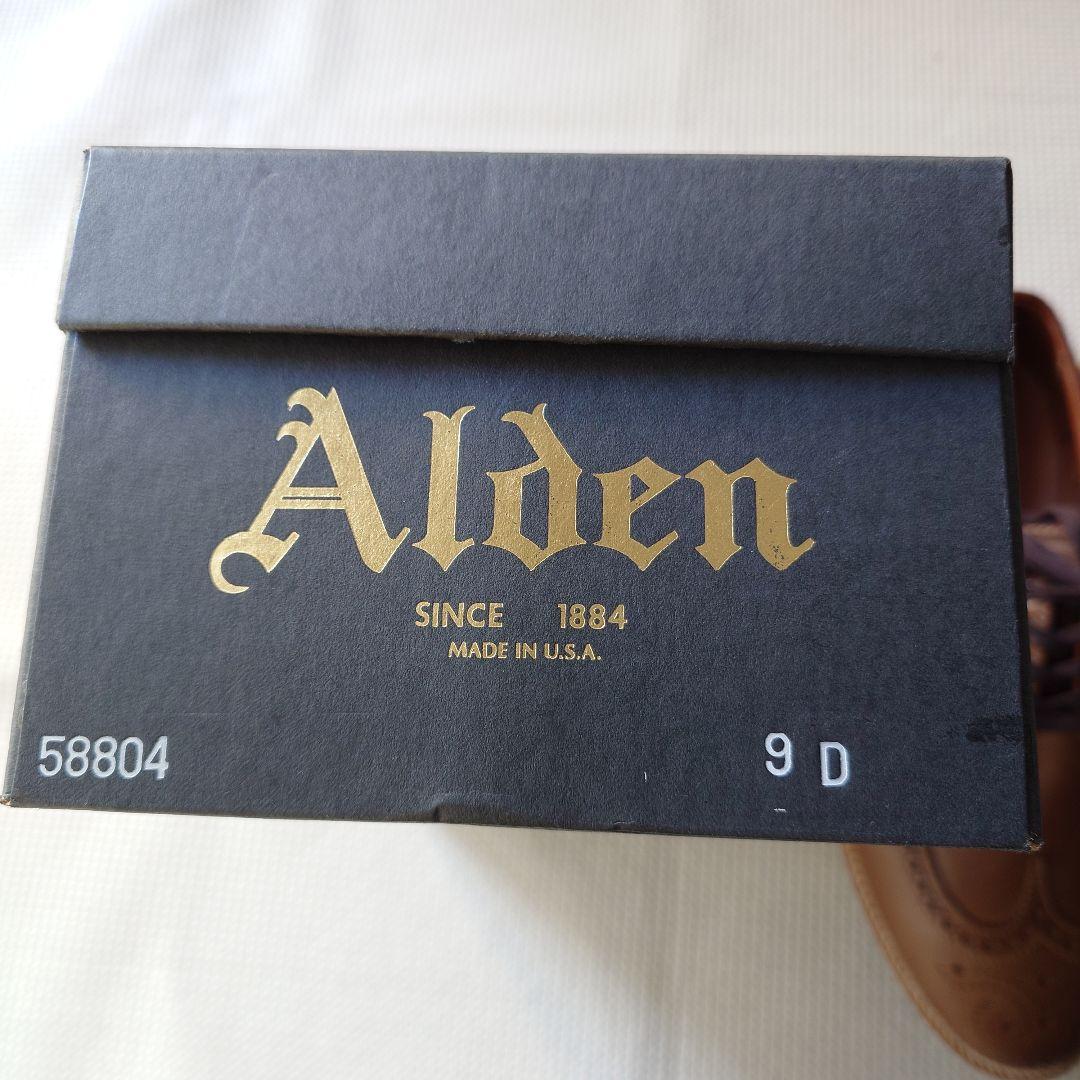 Alden
SINCE 1884
MADE IN U.S.A.
58804 9 D